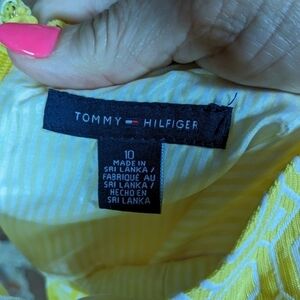 TOMMY HILFIGER
10
MADE IN
SRI LANKA/
FABRIQUÉ AU
SRI LANKA/
HECHO EN
SRI LANKA